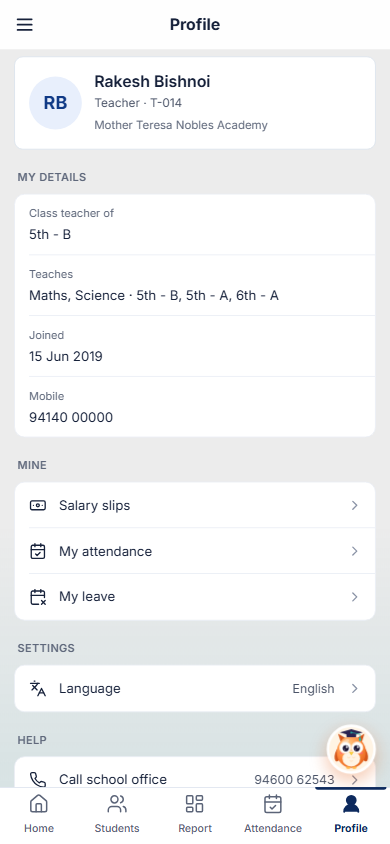 Profile
RB
Rakesh Bishnoi
Teacher · T-014
Mother Teresa Nobles Academy
MY DETAILS
Class teacher of
5th - B
Teaches
Maths, Science · 5th - B, 5th - A, 6th - A
Joined
15 Jun 2019
Mobile
94140 00000
MINE
Salary slips
My attendance
My leave
SETTINGS
Language English
HELP
Call school office 94600 62543
Home Students Report Attendance Profile